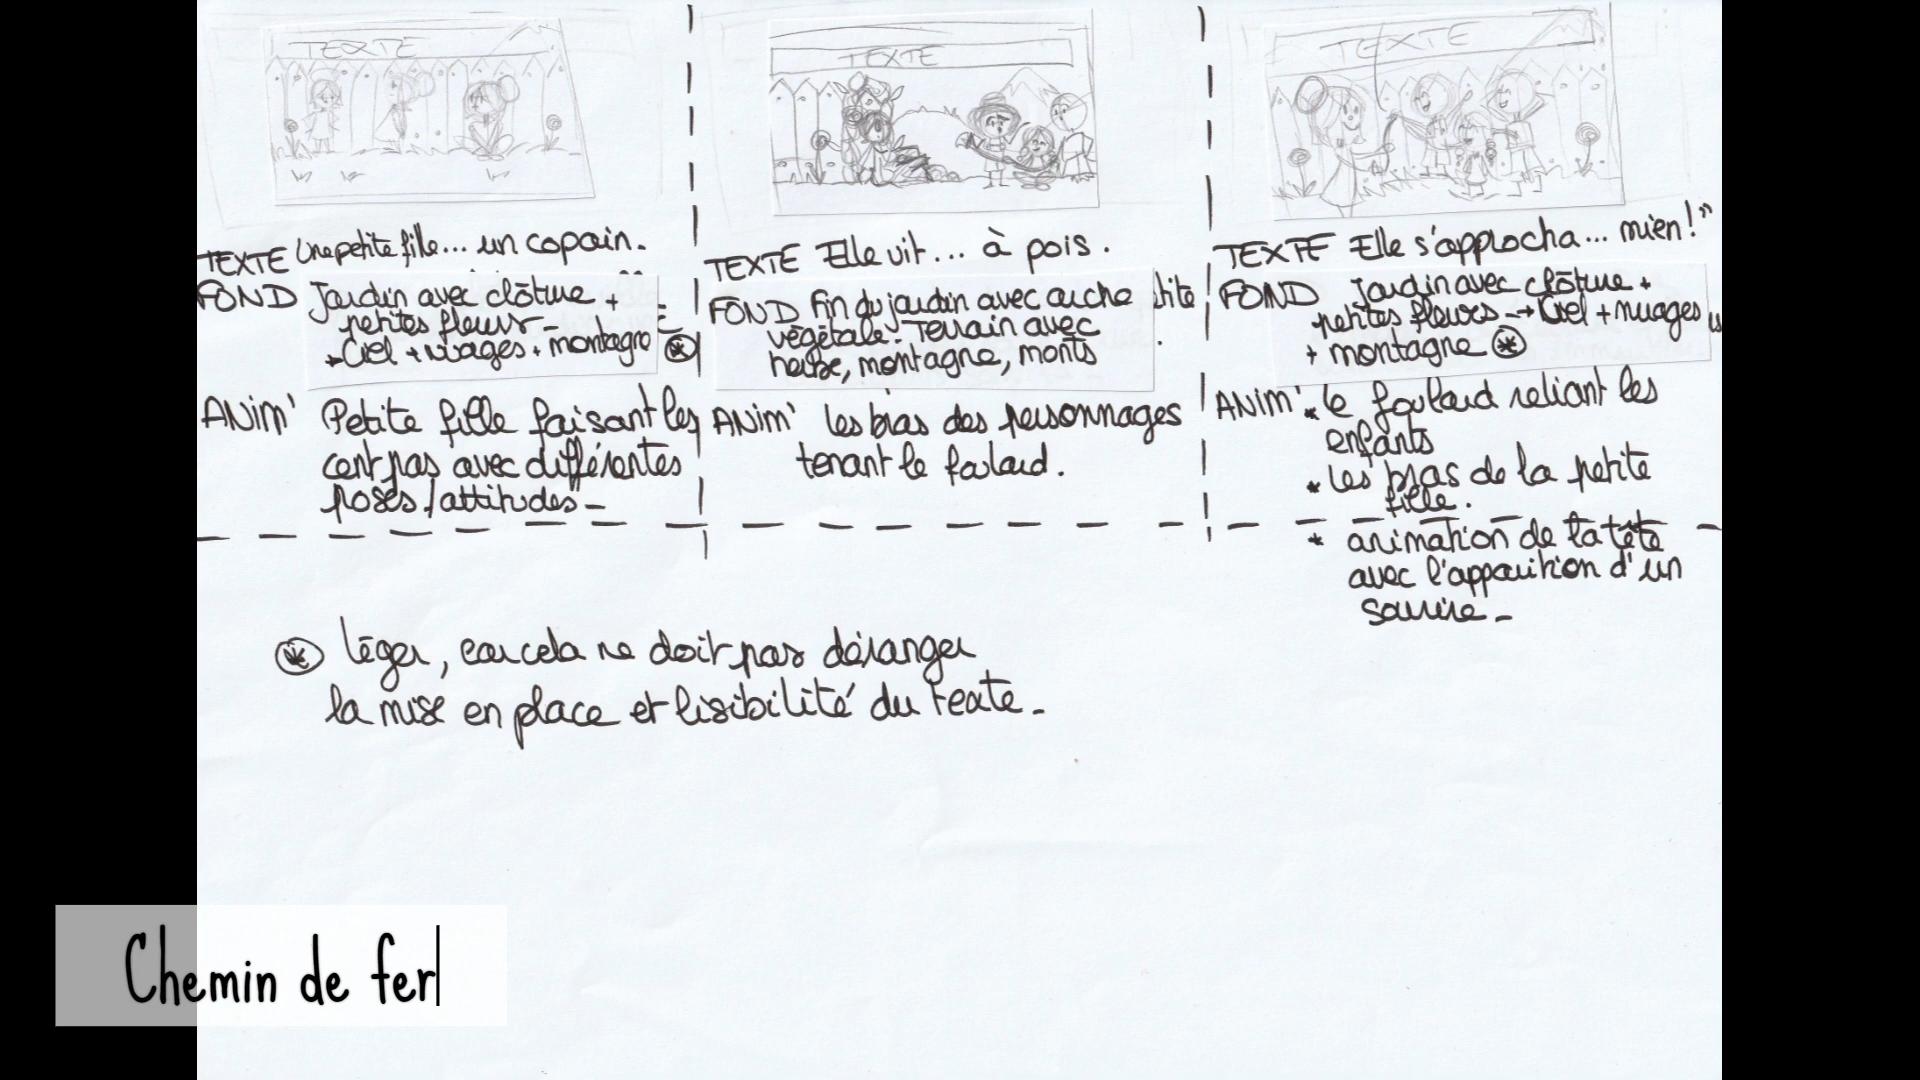 TEXTE
TEXTE Une petite fille... un copain.
FOND Jardin avec clôture +
petites fleurs -
+ Ciel + nuages + montagne
ANIM' Petite fille faisant les
cent pas avec différentes
poses / attitudes -
TEXTE
TEXTE Elle vit... à pois.
FOND Fin du jardin avec arche
végétale. Terrain avec
herbe, montagne, monts
ANIM' les bras des personnages
tenant le foulard.
TEXTE
TEXTE Elle s'approcha... mien!"
FOND Jardin avec clôture +
petites fleurs -> Ciel + nuages
+ montagne
ANIM' * le foulard reliant les
enfants
* les bras de la petite
fille.
* animation de la tête
avec l'apparition d'un
sourire -
* léger, car cela ne doit pas déranger
la mise en place et lisibilité du texte -
Chemin de fer